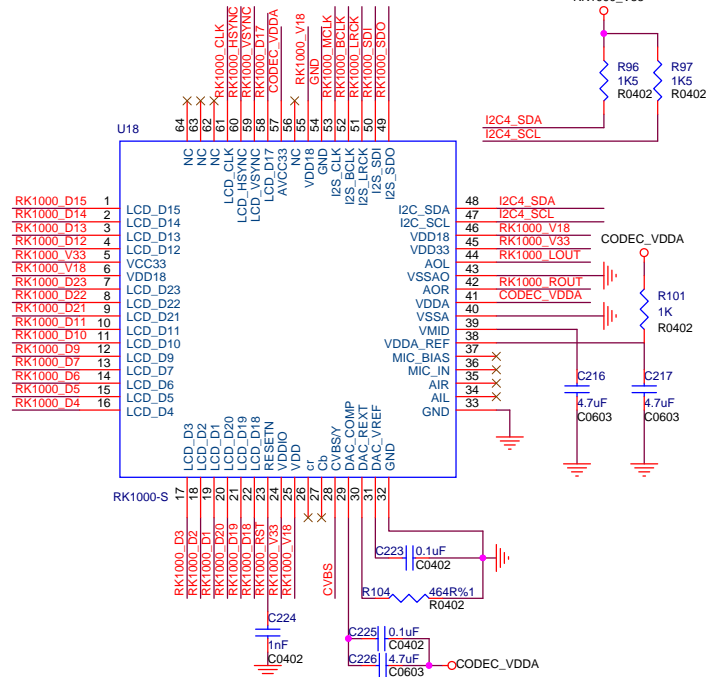 RK1000_CLK
RK1000_HSYNC
RK1000_VSYNC
RK1000_D17
CODEC_VDDA
RK1000_V18
GND
RK1000_MCLK
RK1000_BCLK
RK1000_LRCK
RK1000_SDI
RK1000_SDO
64
63
62
61
60
59
58
57
56
55
54
53
52
51
50
49
U18
NC
NC
NC
LCD_CLK
LCD_HSYNC
LCD_VSYNC
LCD_D17
AVCC33
NC
VDD18
GND
I2S_CLK
I2S_BCLK
I2S_LRCK
I2S_SDI
I2S_SDO
R96
1K5
R0402
R97
1K5
R0402
I2C4_SDA
I2C4_SCL
RK1000_D15 1 LCD_D15
RK1000_D14 2 LCD_D14
RK1000_D13 3 LCD_D13
RK1000_D12 4 LCD_D12
RK1000_V33 5 VCC33
RK1000_V18 6 VDD18
RK1000_D23 7 LCD_D23
RK1000_D22 8 LCD_D22
RK1000_D21 9 LCD_D21
RK1000_D11 10 LCD_D11
RK1000_D10 11 LCD_D10
RK1000_D9 12 LCD_D9
RK1000_D7 13 LCD_D7
RK1000_D6 14 LCD_D6
RK1000_D5 15 LCD_D5
RK1000_D4 16 LCD_D4
I2C_SDA 48 I2C4_SDA
I2C_SCL 47 I2C4_SCL
VDD18 46 RK1000_V18
VDD33 45 RK1000_V33
AOL 44 RK1000_LOUT
VSSAO 43
AOR 42 RK1000_ROUT
VDDA 41 CODEC_VDDA
VSSA 40
VMID 39
VDDA_REF 38
MIC_BIAS 37
MIC_IN 36
AIR 35
AIL 34
GND 33
CODEC_VDDA
R101
1K
R0402
C216
4.7uF
C0603
C217
4.7uF
C0603
LCD_D3
LCD_D2
LCD_D1
LCD_D20
LCD_D19
LCD_D18
RESETN
VDDIO
VDD
cr
Cb
CVBS/Y
DAC_COMP
DAC_REXT
DAC_VREF
GND
RK1000-S
17
18
19
20
21
22
23
24
25
26
27
28
29
30
31
32
RK1000_D3
RK1000_D2
RK1000_D1
RK1000_D20
RK1000_D19
RK1000_D18
RK1000_RST
RK1000_V33
RK1000_V18
CVBS
C223 0.1uF
C0402
R104 464R%1
R0402
C224
1nF
C0402
C225 0.1uF
C0402
C226 4.7uF
C0603
CODEC_VDDA